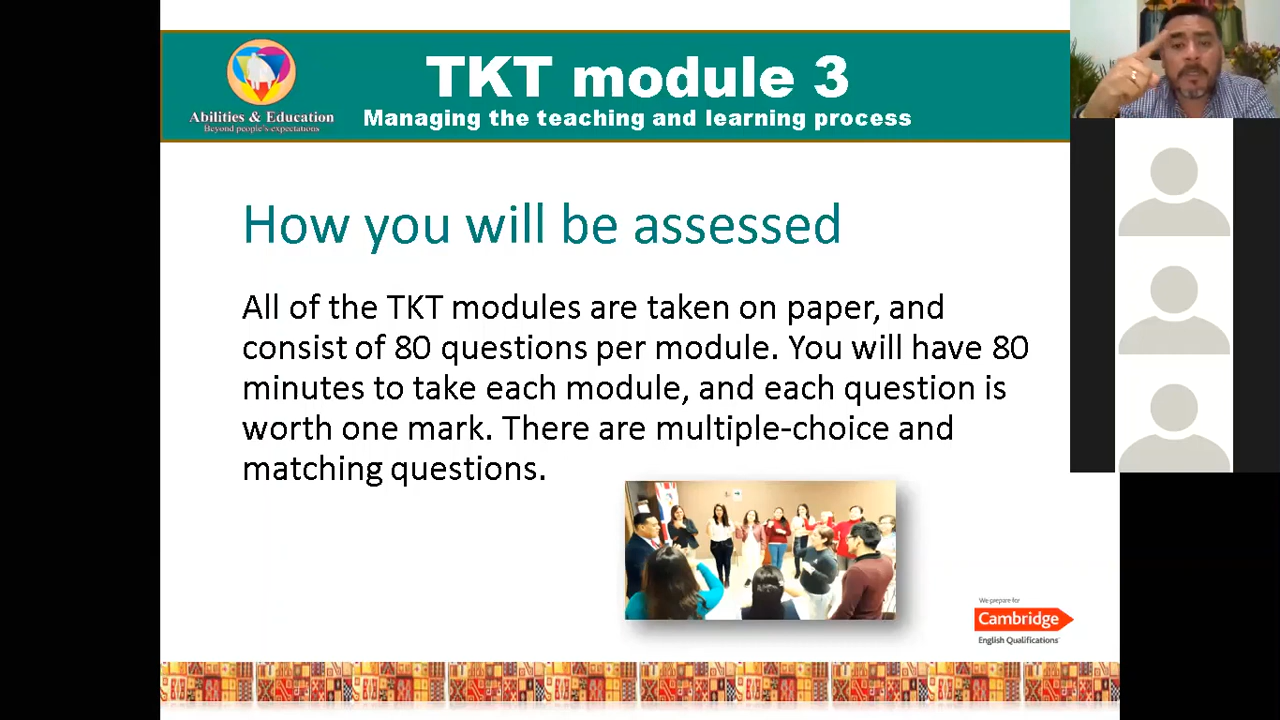 TKT module 3
Managing the teaching and learning process
Abilities & Education
Beyond people's expectations
How you will be assessed
All of the TKT modules are taken on paper, and
consist of 80 questions per module. You will have 80
minutes to take each module, and each question is
worth one mark. There are multiple-choice and
matching questions.
We prepare for
Cambridge
English Qualifications